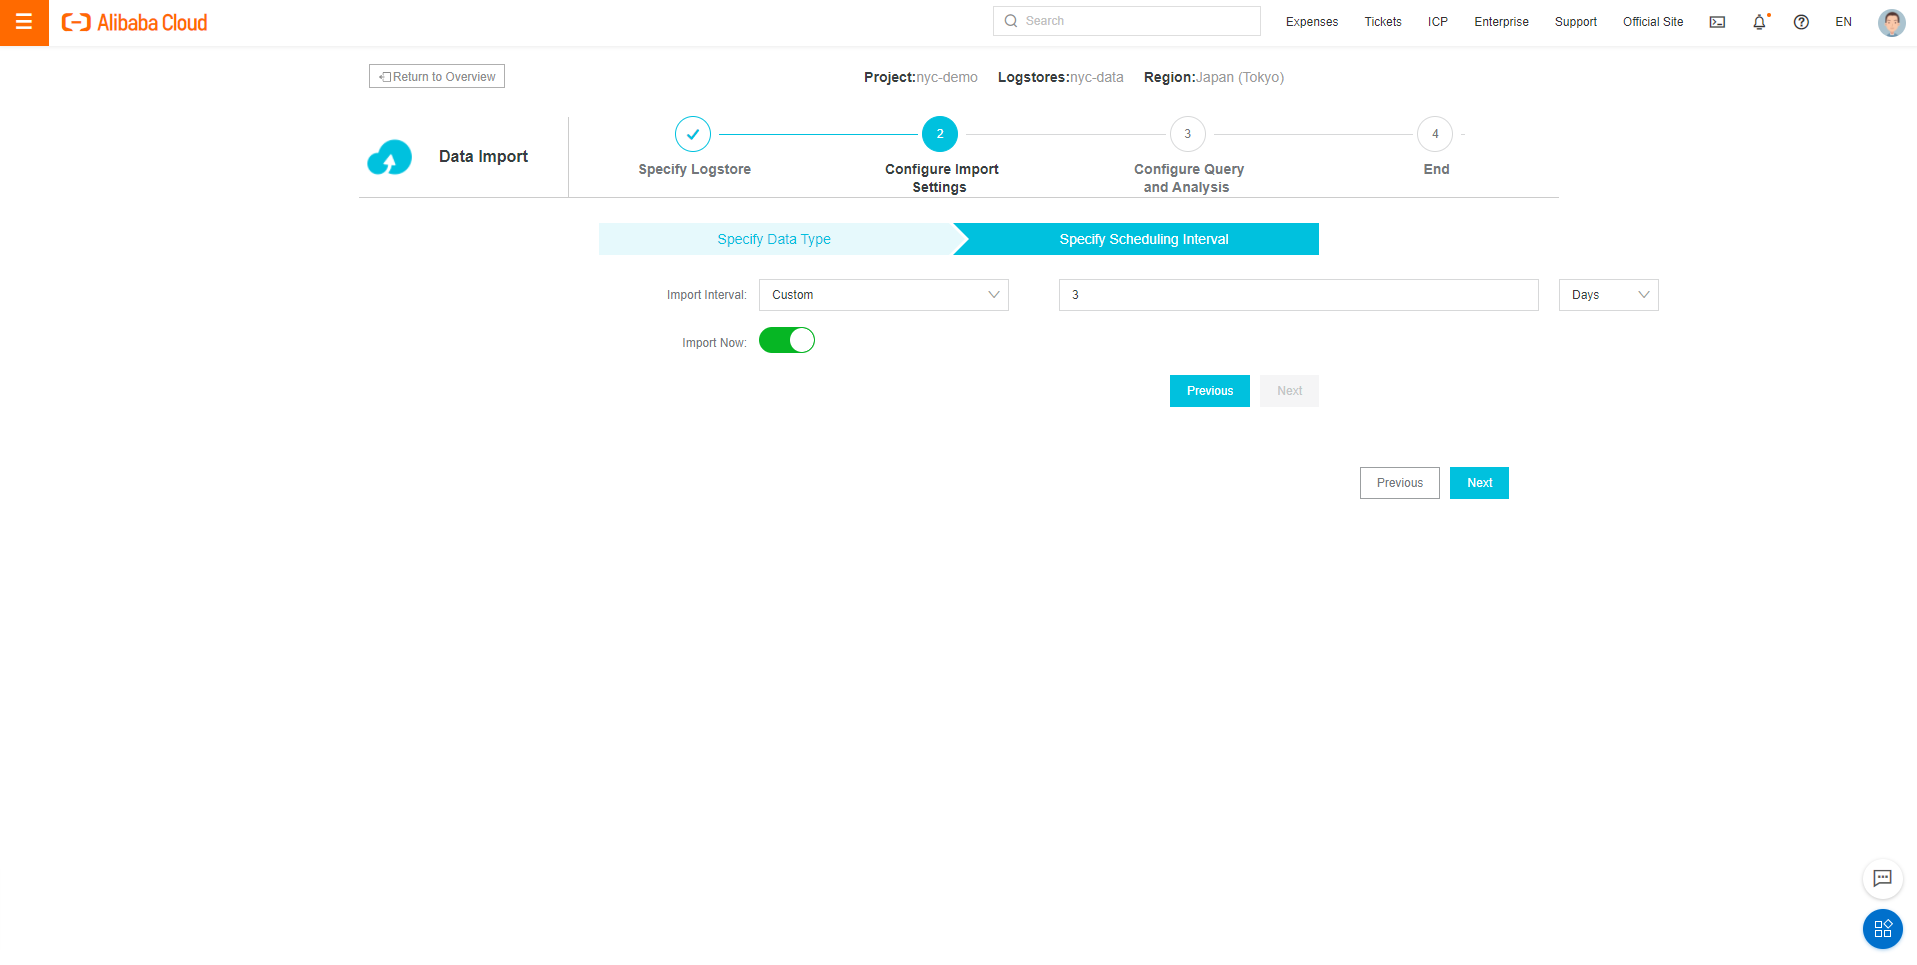 Alibaba Cloud
Search
Expenses Tickets ICP Enterprise Support Official Site EN
Return to Overview
Project:nyc-demo Logstores:nyc-data Region:Japan (Tokyo)
Data Import
2 3 4
Specify Logstore
Configure Import
Settings
Configure Query
and Analysis
End
Specify Data Type
Specify Scheduling Interval
Import Interval: Custom 3 Days
Import Now:
Previous Next
Previous Next